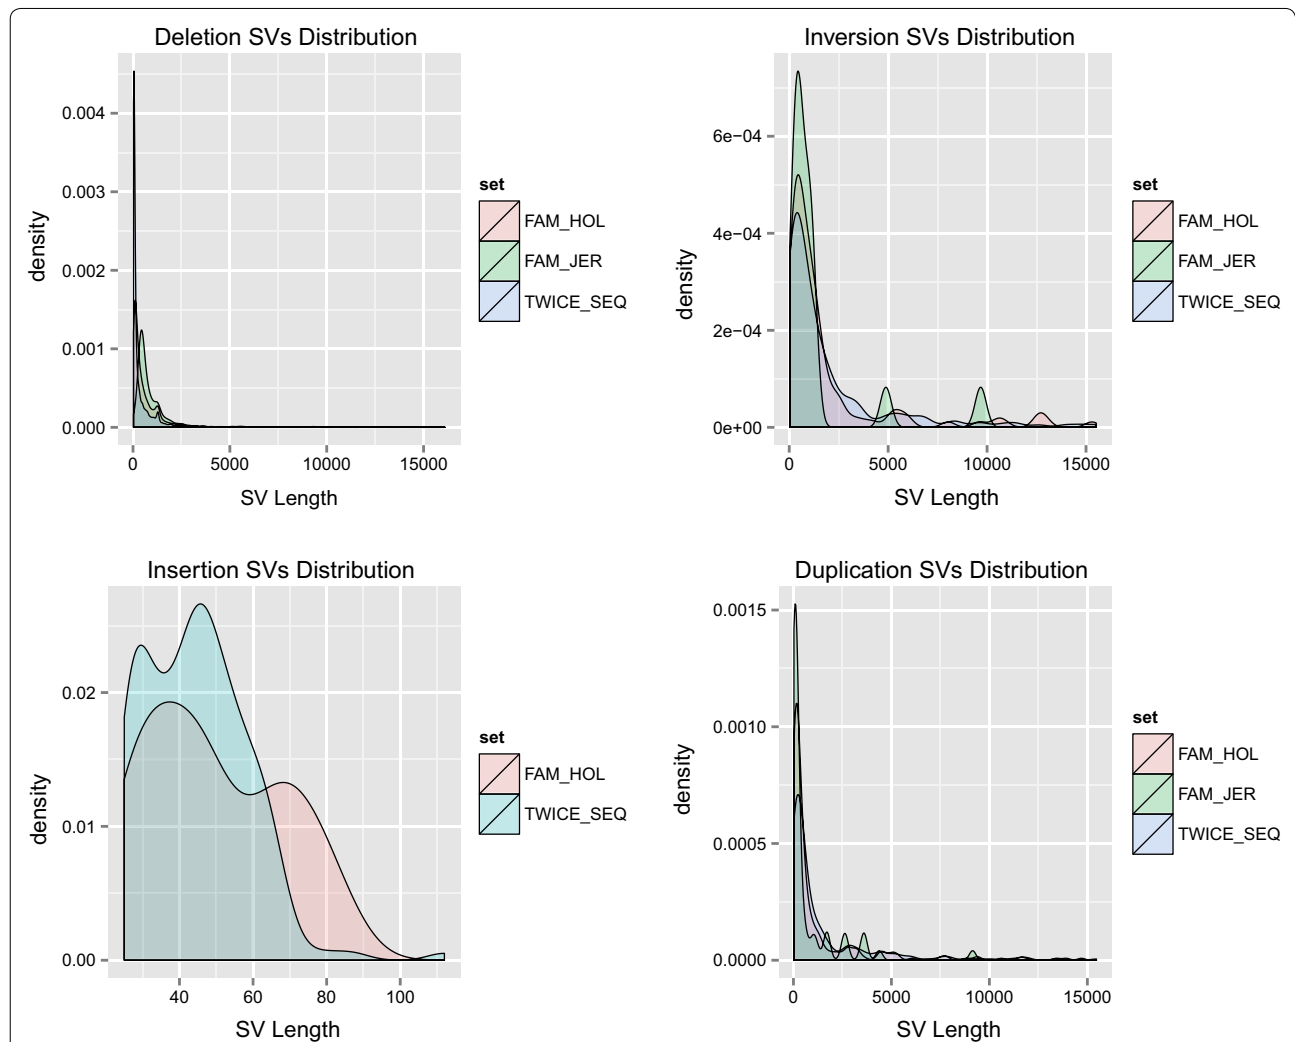 Deletion SVs Distribution
density
0.004
0.003
0.002
0.001
0.000
0
5000
10000
15000
SV Length
set
FAM_HOL
FAM_JER
TWICE_SEQ
Inversion SVs Distribution
density
6e−04
4e−04
2e−04
0e+00
0
5000
10000
15000
SV Length
set
FAM_HOL
FAM_JER
TWICE_SEQ
Insertion SVs Distribution
density
0.02
0.01
0.00
40
60
80
100
SV Length
set
FAM_HOL
TWICE_SEQ
Duplication SVs Distribution
density
0.0015
0.0010
0.0005
0.0000
0
5000
10000
15000
SV Length
set
FAM_HOL
FAM_JER
TWICE_SEQ